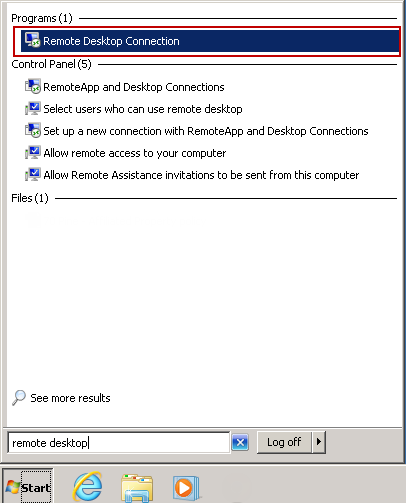 Programs (1)
Remote Desktop Connection
Control Panel (5)
RemoteApp and Desktop Connections
Select users who can use remote desktop
Set up a new connection with RemoteApp and Desktop Connections
Allow remote access to your computer
Allow Remote Assistance invitations to be sent from this computer
Files (1)
See more results
remote desktop
Log off
Start